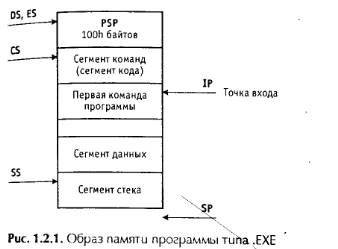 DS, ES
PSP
100h байтов
CS
Сегмент команд
(сегмент кода)
Первая команда
программы
IP
Точка входа
Сегмент данных
SS
Сегмент стека
SP
Рис. 1.2.1. Образ памяти программы типа .EXE